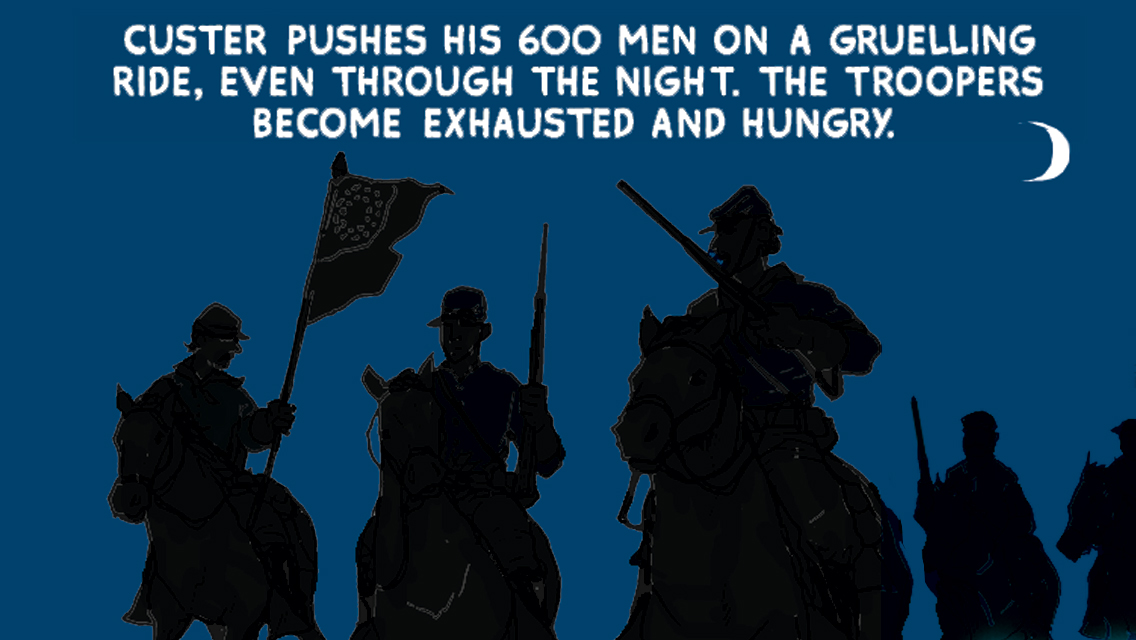 CUSTER PUSHES HIS 600 MEN ON A GRUELLING
RIDE, EVEN THROUGH THE NIGHT. THE TROOPERS
BECOME EXHAUSTED AND HUNGRY.